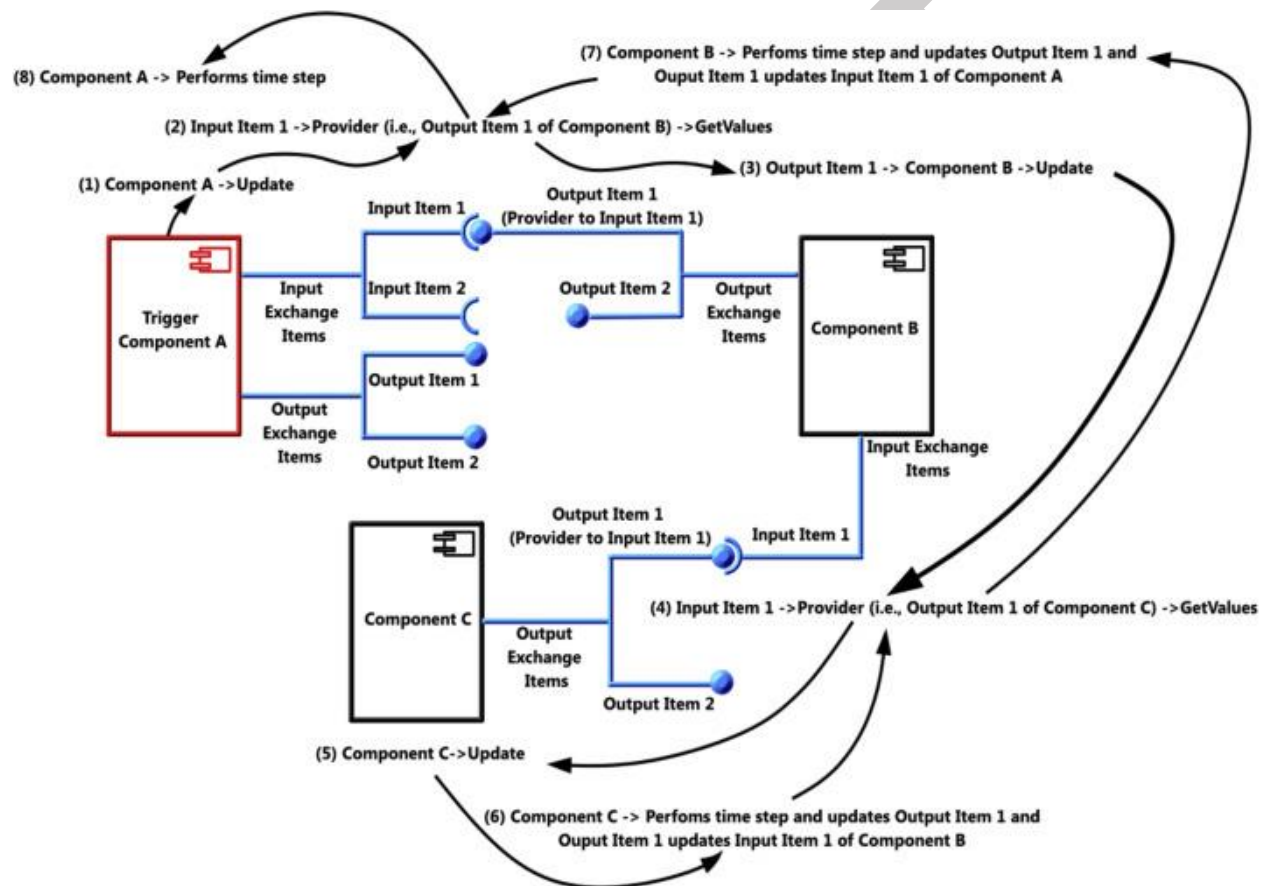 (7) Component B -> Perfoms time step and updates Output Item 1 and
Ouput Item 1 updates Input Item 1 of Component A
(8) Component A -> Performs time step
(2) Input Item 1 ->Provider (i.e., Output Item 1 of Component B) ->GetValues
(3) Output Item 1 -> Component B ->Update
(1) Component A ->Update
Input Item 1
Output Item 1
(Provider to Input Item 1)
Trigger
Component A
Input
Exchange
Items
Input Item 2
Output Item 2
Output
Exchange
Items
Component B
Output Item 1
Output
Exchange
Items
Output Item 2
Input Exchange
Items
Output Item 1
(Provider to Input Item 1)
Input Item 1
Component C
Output
Exchange
Items
(4) Input Item 1 ->Provider (i.e., Output Item 1 of Component C) ->GetValues
Output Item 2
(5) Component C->Update
(6) Component C -> Perfoms time step and updates Output Item 1 and
Ouput Item 1 updates Input Item 1 of Component B